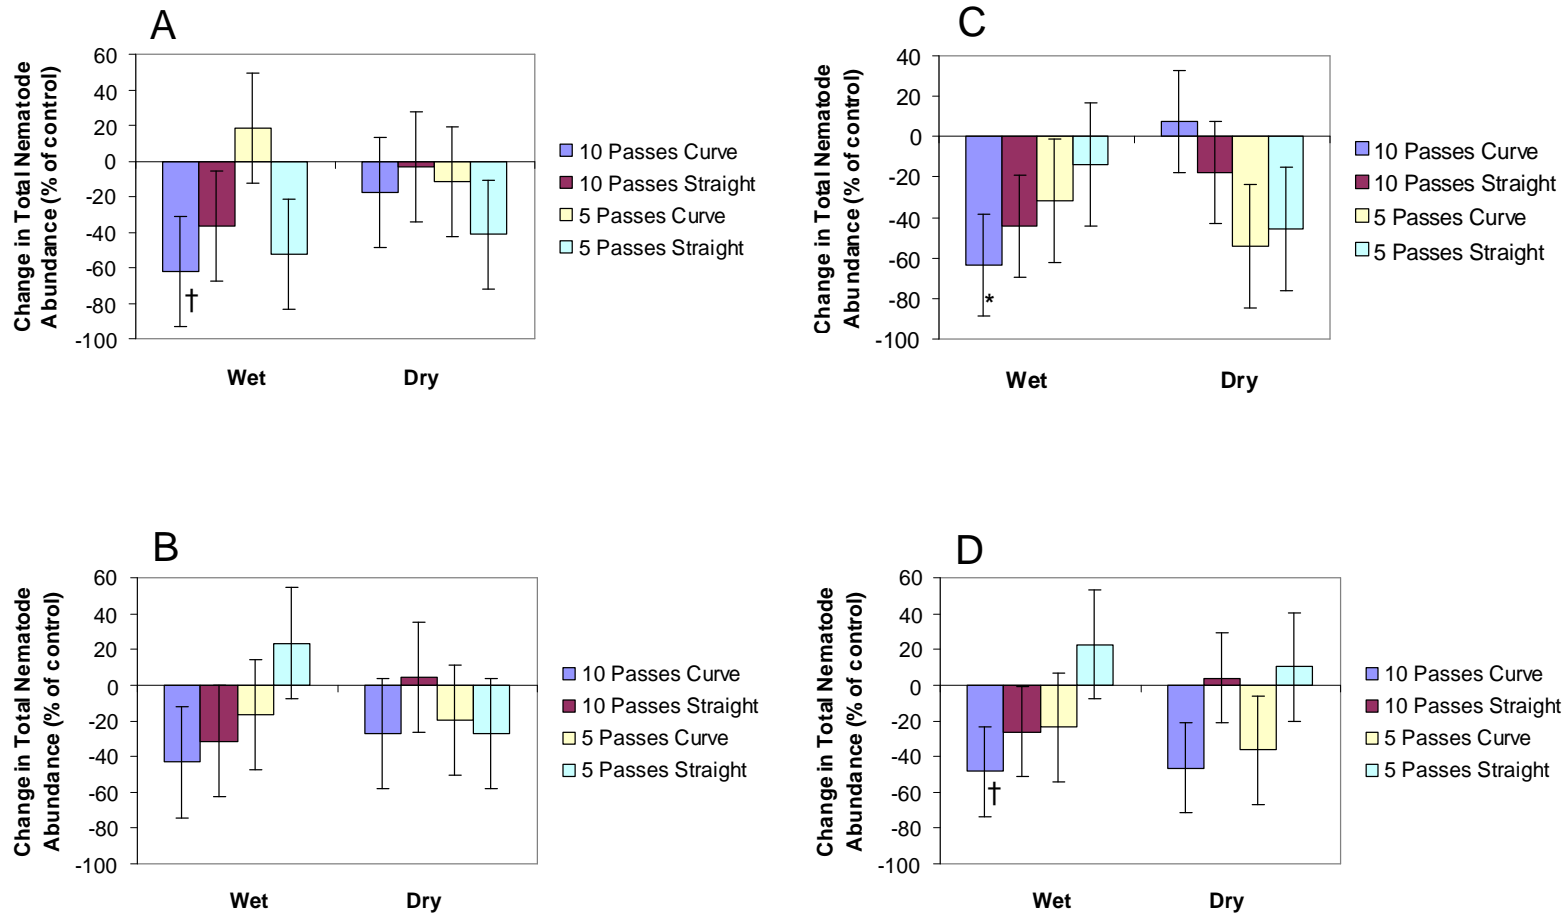 A
Change in Total Nematode
Abundance (% of control)
60
40
20
0
-20
-40
-60
-80
-100
†
Wet
Dry
10 Passes Curve
10 Passes Straight
5 Passes Curve
5 Passes Straight
C
Change in Total Nematode
Abundance (% of control)
40
20
0
-20
-40
-60
-80
-100
*
Wet
Dry
10 Passes Curve
10 Passes Straight
5 Passes Curve
5 Passes Straight
B
Change in Total Nematode
Abundance (% of control)
60
40
20
0
-20
-40
-60
-80
-100
Wet
Dry
10 Passes Curve
10 Passes Straight
5 Passes Curve
5 Passes Straight
D
Change in Total Nematode
Abundance (% of control)
60
40
20
0
-20
-40
-60
-80
-100
†
Wet
Dry
10 Passes Curve
10 Passes Straight
5 Passes Curve
5 Passes Straight